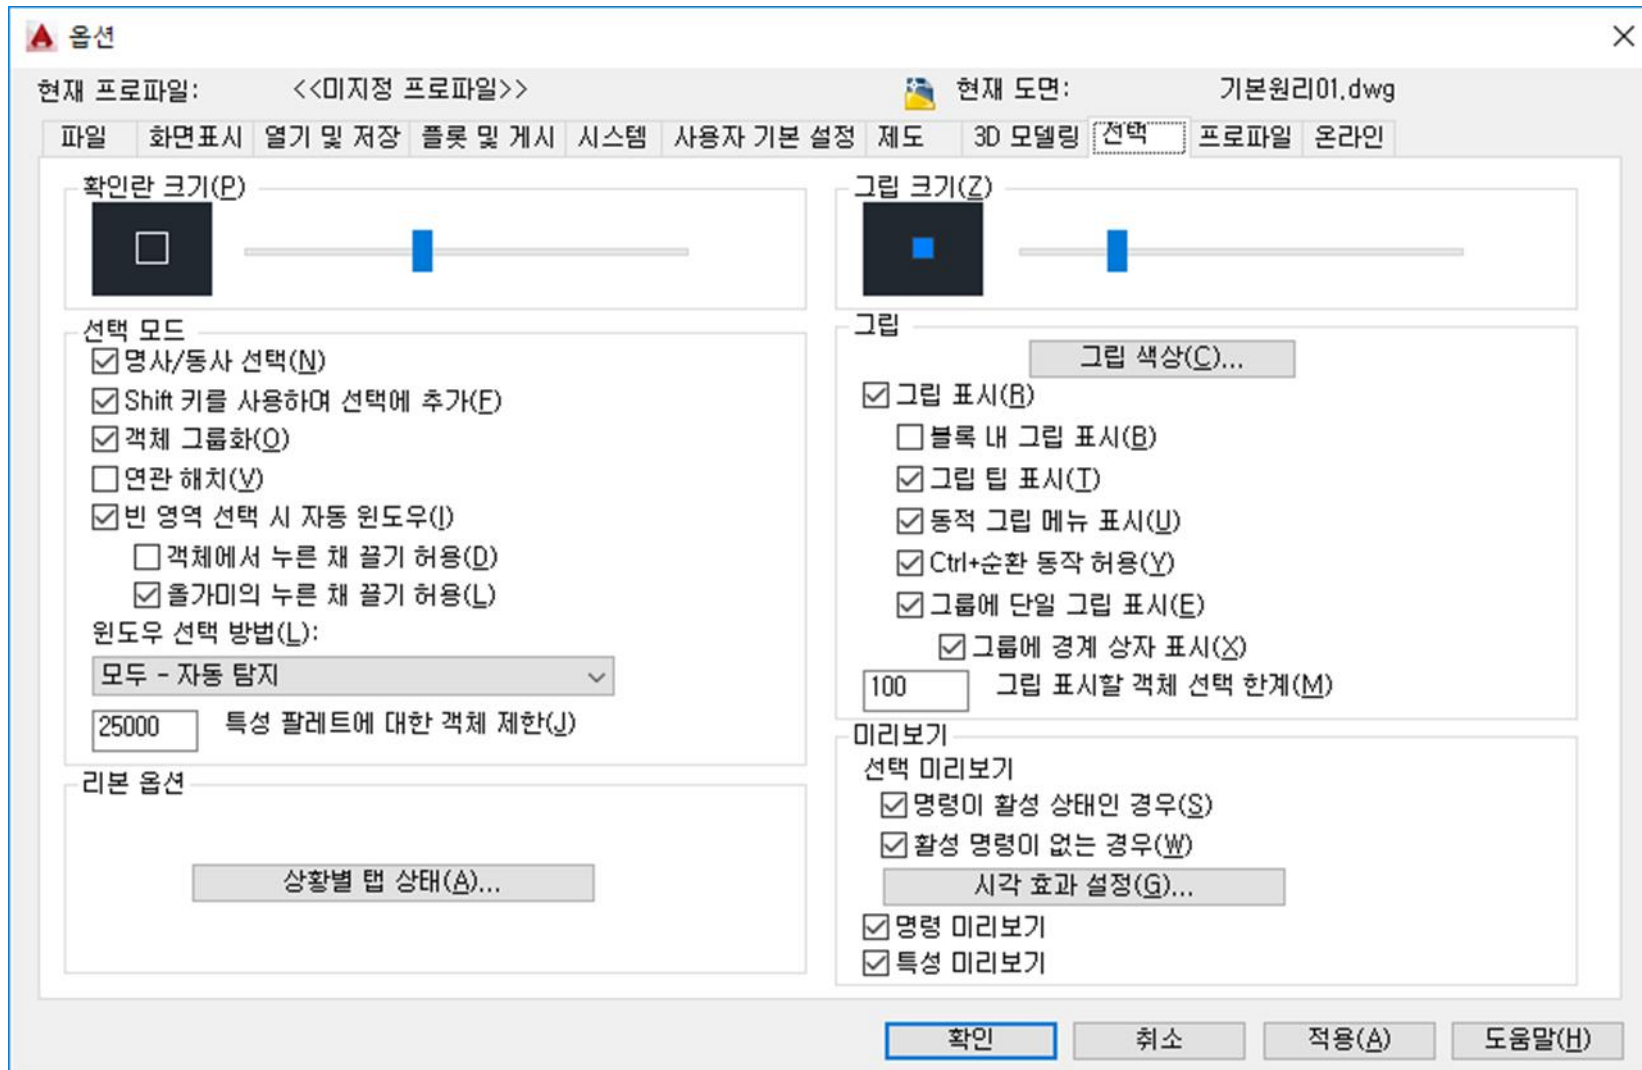 옵션
현재 프로파일: <<미지정 프로파일>> 현재 도면: 기본원리01.dwg
파일 화면표시 열기 및 저장 플롯 및 게시 시스템 사용자 기본 설정 제도 3D 모델링 선택 프로파일 온라인
확인란 크기(P)
선택 모드
명사/동사 선택(N)
Shift 키를 사용하여 선택에 추가(F)
객체 그룹화(O)
연관 해치(V)
빈 영역 선택 시 자동 윈도우(I)
객체에서 누른 채 끌기 허용(D)
올가미의 누른 채 끌기 허용(L)
윈도우 선택 방법(L):
모두 - 자동 탐지
25000 특성 팔레트에 대한 객체 제한(J)
리본 옵션
상황별 탭 상태(A)...
그립 크기(Z)
그립
그립 색상(C)...
그립 표시(R)
블록 내 그립 표시(B)
그립 팁 표시(T)
동적 그립 메뉴 표시(U)
Ctrl+순환 동작 허용(Y)
그룹에 단일 그립 표시(E)
그룹에 경계 상자 표시(X)
100 그립 표시할 객체 선택 한계(M)
미리보기
선택 미리보기
명령이 활성 상태인 경우(S)
활성 명령이 없는 경우(W)
시각 효과 설정(G)...
명령 미리보기
특성 미리보기
확인 취소 적용(A) 도움말(H)